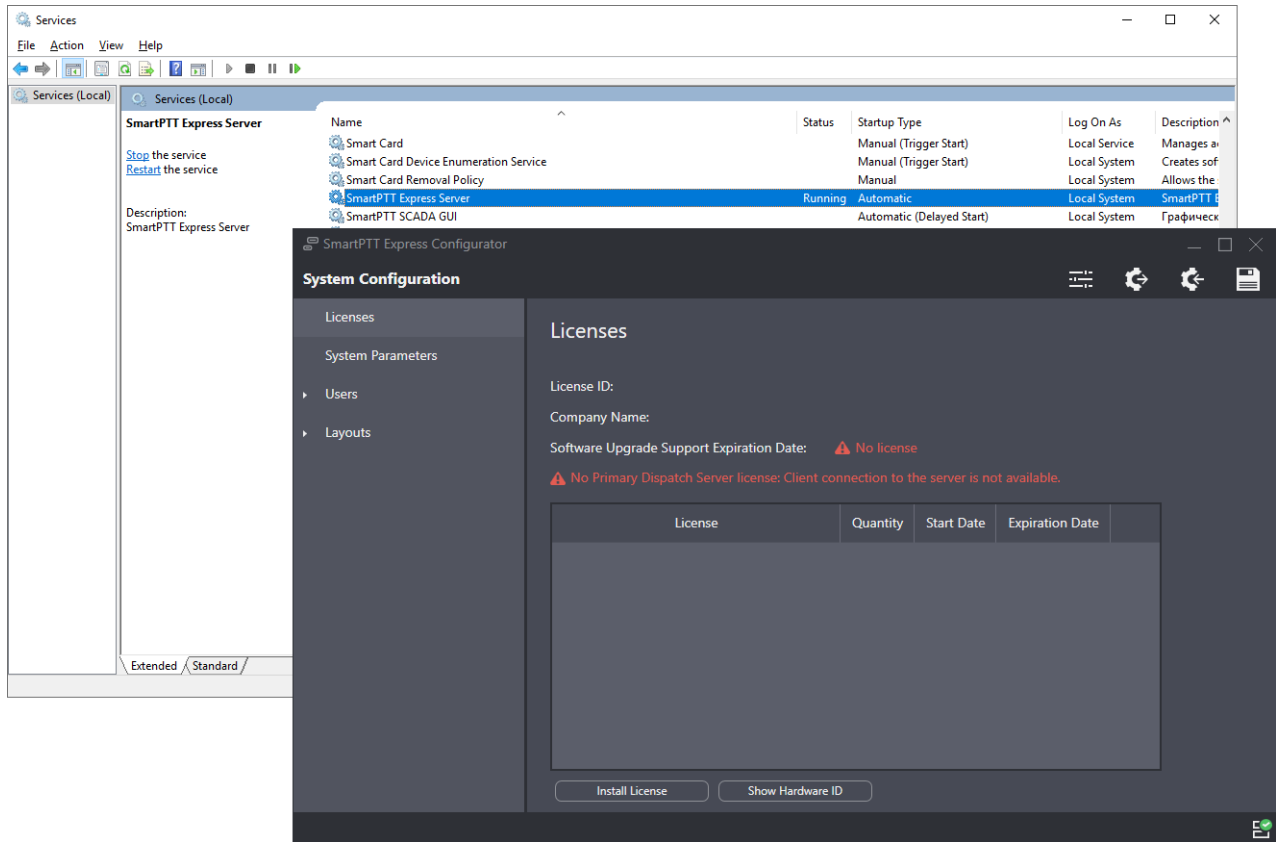 Services
File Action View Help
Services (Local)
Services (Local)
SmartPTT Express Server
Stop the service
Restart the service
Description:
SmartPTT Express Server
Name Status Startup Type Log On As Description
Smart Card Manual (Trigger Start) Local Service Manages
Smart Card Device Enumeration Service Manual (Trigger Start) Local System Creates sof
Smart Card Removal Policy Manual Local System Allows the
SmartPTT Express Server Running Automatic Local System SmartPTT E
SmartPTT SCADA GUI Automatic (Delayed Start) Local System Графическ
Extended Standard
SmartPTT Express Configurator
System Configuration
Licenses
System Parameters
Users
Layouts
Licenses
License ID:
Company Name:
Software Upgrade Support Expiration Date: No license
No Primary Dispatch Server license: Client connection to the server is not available.
License Quantity Start Date Expiration Date
Install License Show Hardware ID